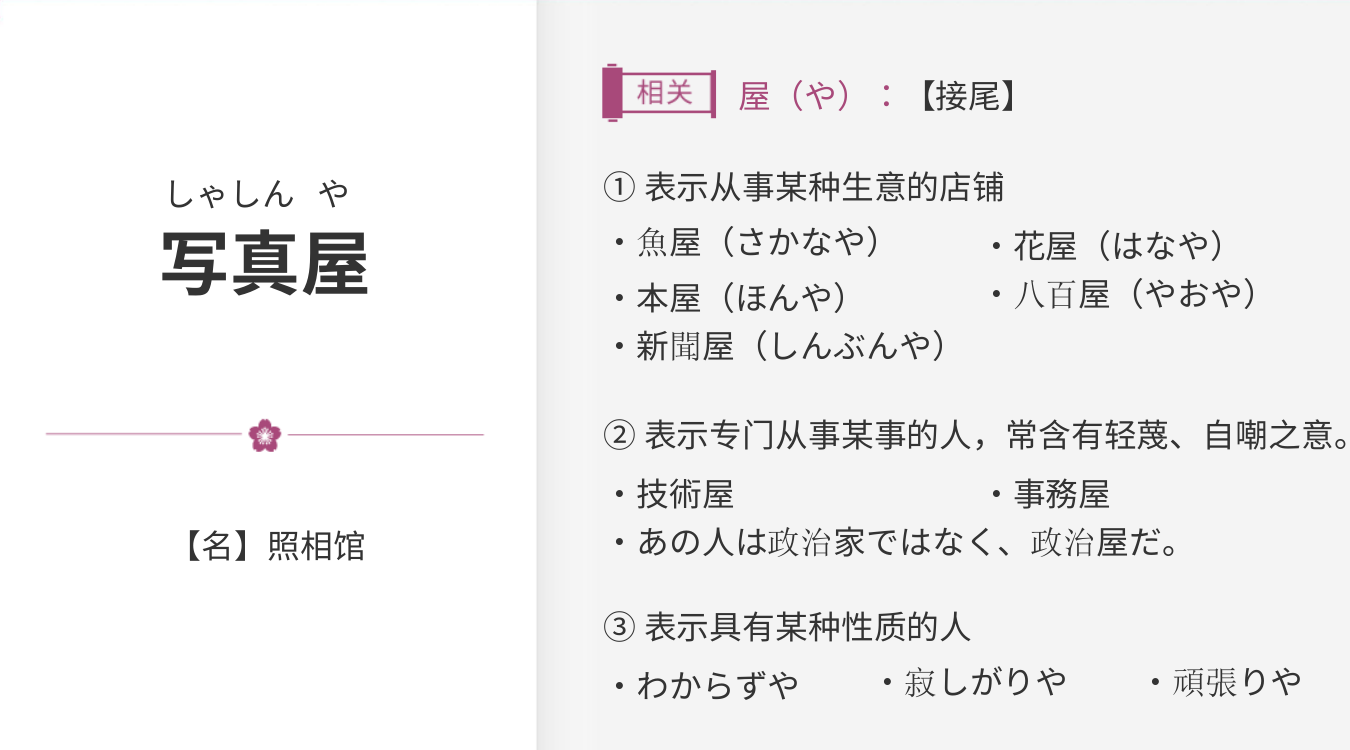 しゃしん や
写真屋
【名】照相馆
相关 屋（や）：【接尾】
① 表示从事某种生意的店铺
・魚屋（さかなや） ・花屋（はなや）
・本屋（ほんや） ・八百屋（やおや）
・新聞屋（しんぶんや）
② 表示专门从事某事的人，常含有轻蔑、自嘲之意。
・技術屋 ・事務屋
・あの人は政治家ではなく、政治屋だ。
③ 表示具有某种性质的人
・わからずや ・寂しがりや ・頑張りや